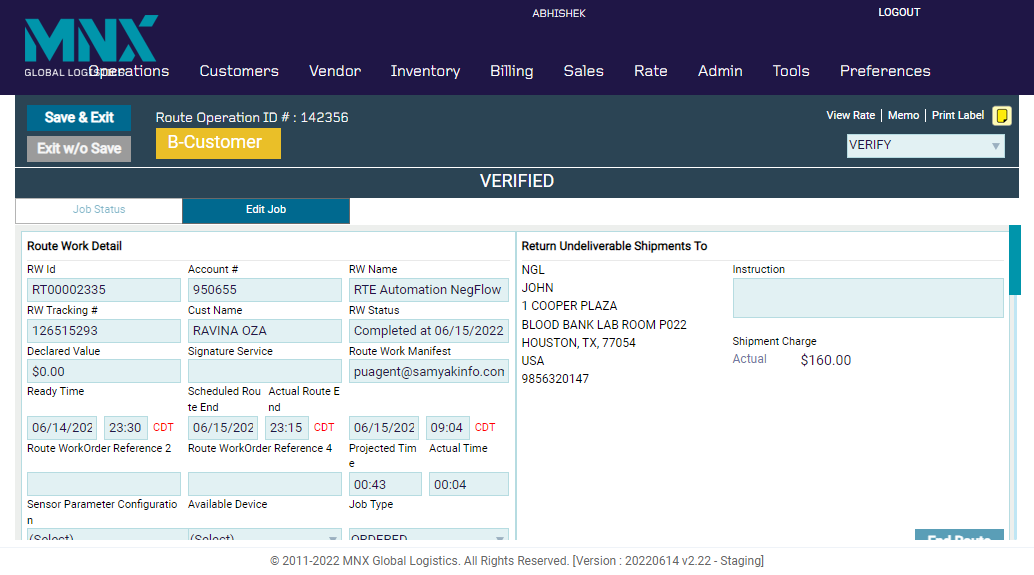 ABHISHEK
LOGOUT
MNX
GLOBAL LOGISTICS
Operations Customers Vendor Inventory Billing Sales Rate Admin Tools Preferences
Save & Exit
Route Operation ID # : 142356
View Rate | Memo | Print Label
Exit w/o Save
B-Customer
VERIFY
VERIFIED
Job Status
Edit Job
Route Work Detail
RW Id Account # RW Name
RT00002335 950655 RTE Automation NegFlow
RW Tracking # Cust Name RW Status
126515293 RAVINA OZA Completed at 06/15/2022
Declared Value Signature Service Route Work Manifest
$0.00 puagent@samyakinfo.con
Ready Time Scheduled Rou Actual Route E
te End nd
06/14/202 23:30 CDT 06/15/202 23:15 CDT 06/15/202 09:04 CDT
Route WorkOrder Reference 2 Route WorkOrder Reference 4 Projected Tim Actual Time
e
00:43 00:04
Sensor Parameter Configuratio Available Device Job Type
n
(Select) (Select) ORDERED
Return Undeliverable Shipments To
NGL
JOHN
1 COOPER PLAZA
BLOOD BANK LAB ROOM P022
HOUSTON, TX, 77054
USA
9856320147
Instruction
Shipment Charge
Actual $160.00
End Route
© 2011-2022 MNX Global Logistics. All Rights Reserved. [Version : 20220614 v2.22 - Staging]